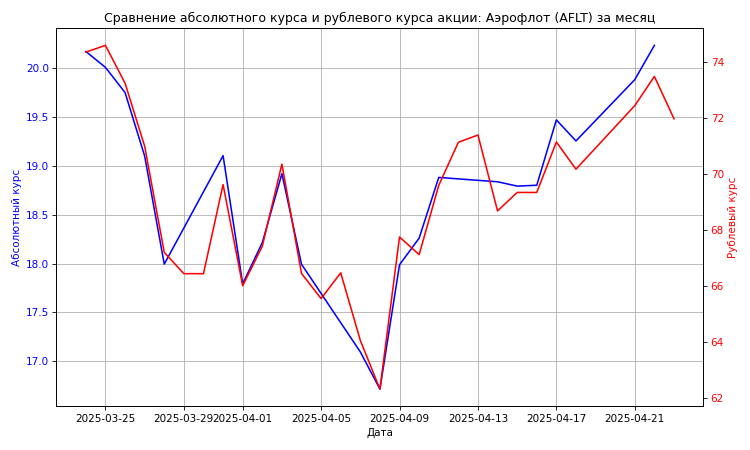 Сравнение абсолютного курса и рублевого курса акции: Аэрофлот (AFLT) за месяц
Абсолютный курс
20.0
19.5
19.0
18.5
18.0
17.5
17.0
74
72
70
68
66
64
62
Рублевый курс
2025-03-25 2025-03-29 2025-04-01 2025-04-05 2025-04-09 2025-04-13 2025-04-17 2025-04-21
Дата